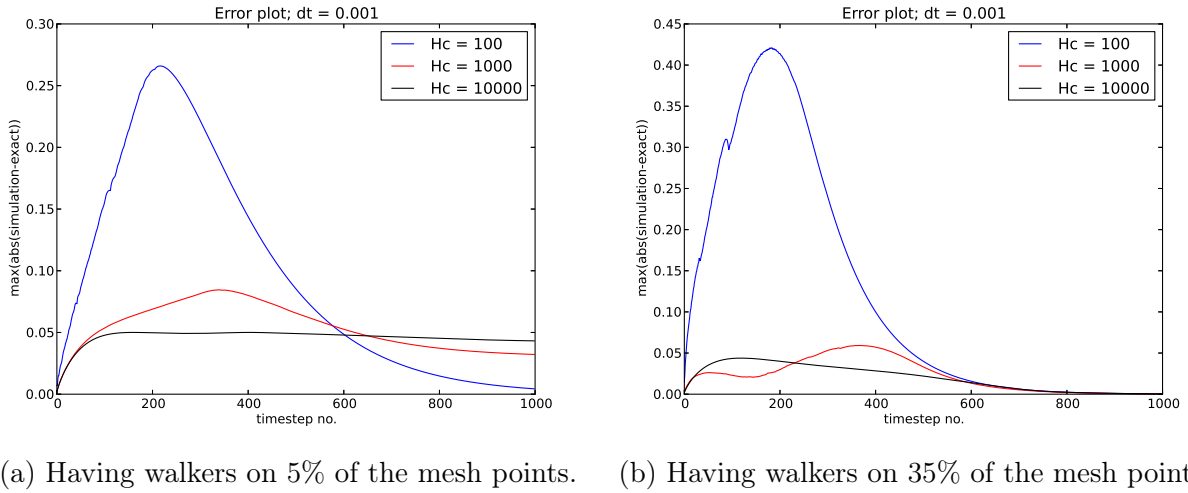 Error plot; dt = 0.001
max(abs(simulation-exact))
0.30
0.25
0.20
0.15
0.10
0.05
0.00
Hc = 100
Hc = 1000
Hc = 10000
0
200
400
600
800
1000
timestep no.
(a) Having walkers on 5% of the mesh points.
Error plot; dt = 0.001
max(abs(simulation-exact))
0.45
0.40
0.35
0.30
0.25
0.20
0.15
0.10
0.05
0.00
Hc = 100
Hc = 1000
Hc = 10000
0
200
400
600
800
1000
timestep no.
(b) Having walkers on 35% of the mesh point